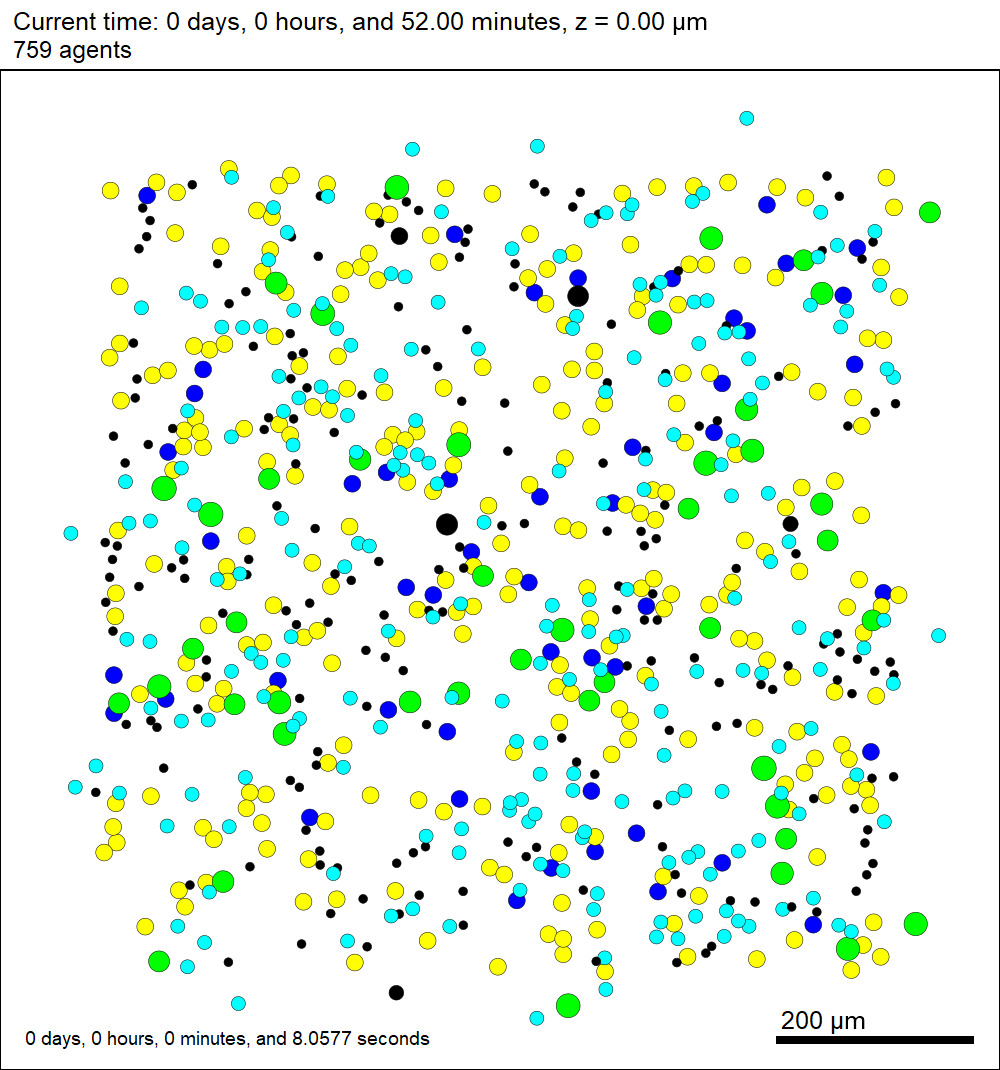 Current time: 0 days, 0 hours, and 52.00 minutes, z = 0.00 μm
759 agents
200 μm
0 days, 0 hours, 0 minutes, and 8.0577 seconds